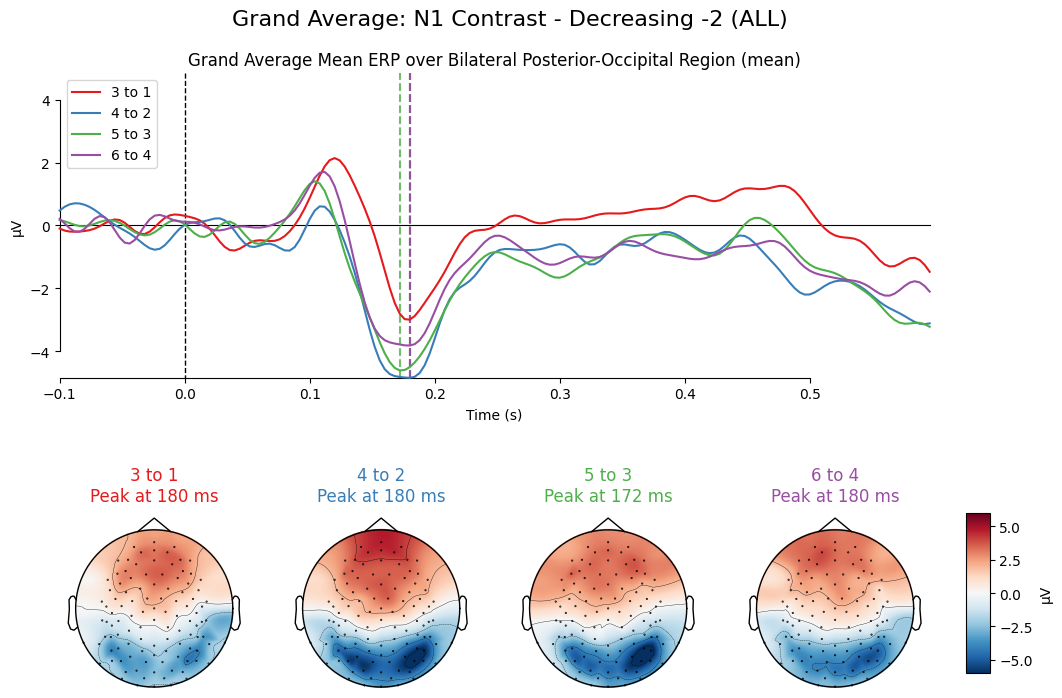 Grand Average: N1 Contrast - Decreasing -2 (ALL)
Grand Average Mean ERP over Bilateral Posterior-Occipital Region (mean)
3 to 1
4 to 2
5 to 3
6 to 4
4
2
0
−2
−4
µV
−0.1 0.0 0.1 0.2 0.3 0.4 0.5
Time (s)
3 to 1
Peak at 180 ms
4 to 2
Peak at 180 ms
5 to 3
Peak at 172 ms
6 to 4
Peak at 180 ms
5.0
2.5
0.0
−2.5
−5.0
µV